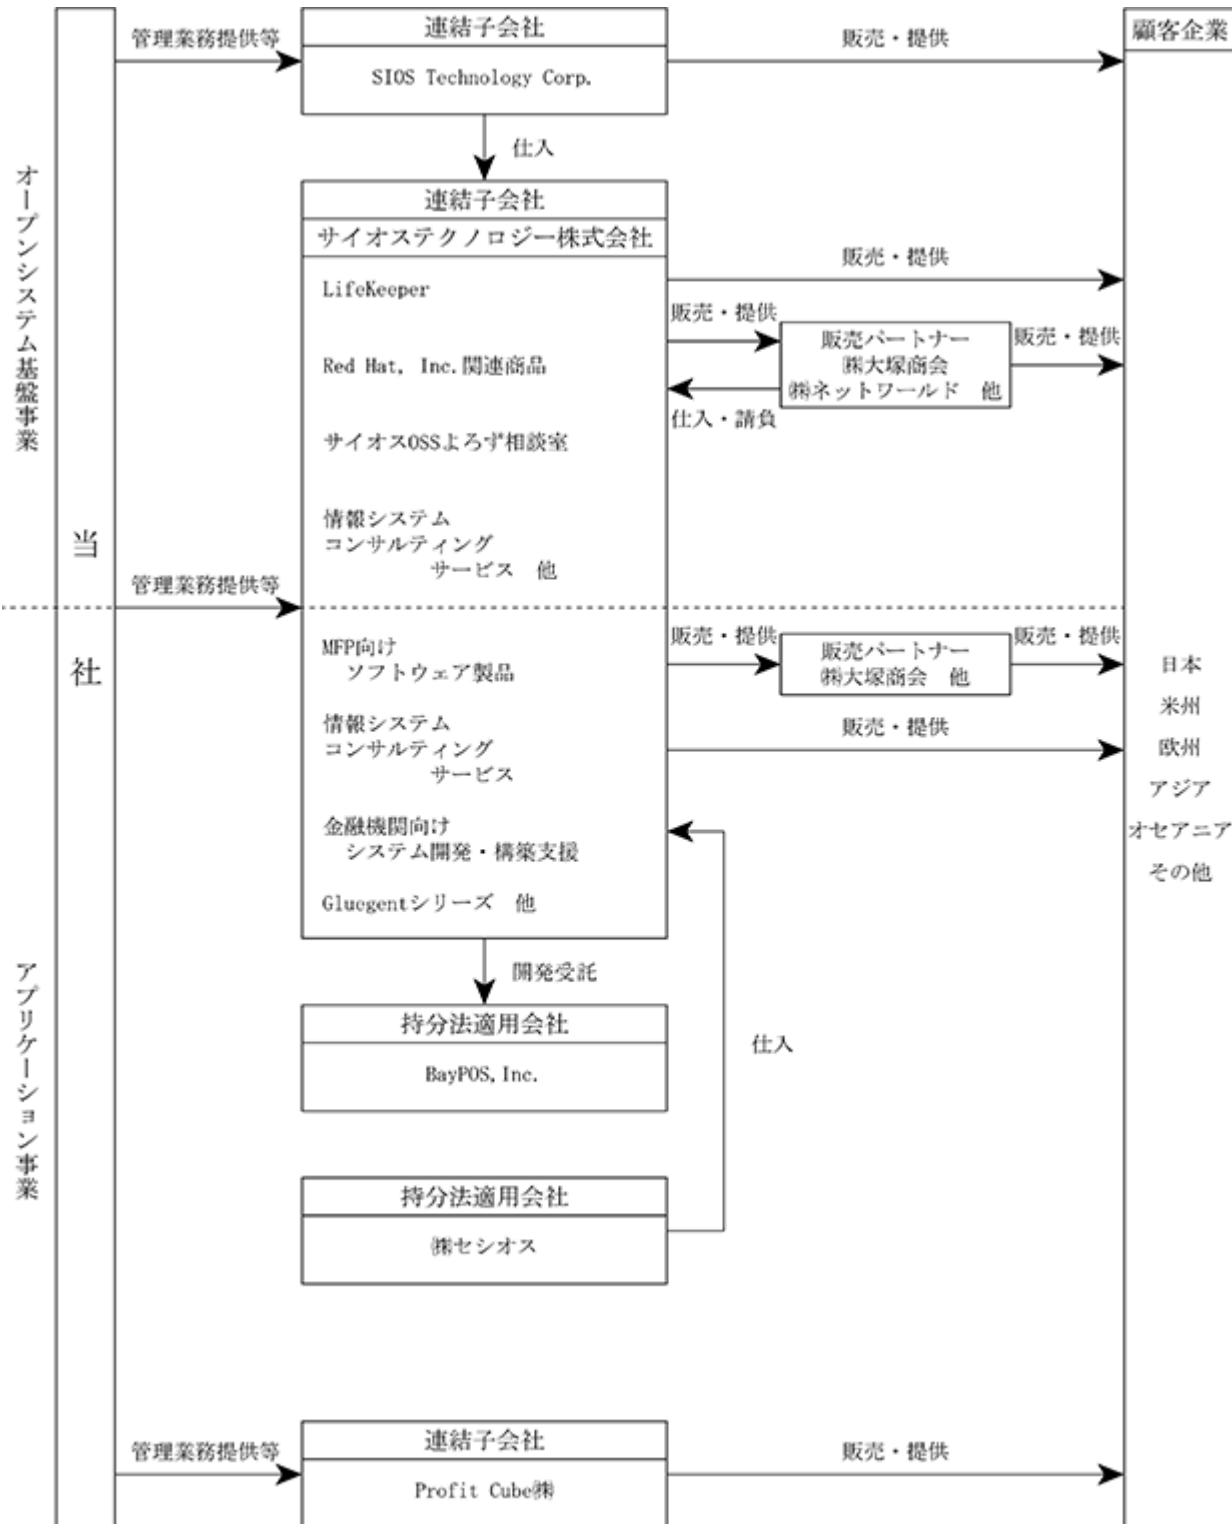 オープンシステム基盤事業
アプリケーション事業
当社
管理業務提供等
連結子会社
SIOS Technology Corp.
販売・提供
顧客企業
仕入
連結子会社
サイオステクノロジー株式会社
LifeKeeper
Red Hat, Inc.関連商品
サイオスOSSよろず相談室
情報システム
コンサルティング
サービス 他
販売・提供
販売・提供
販売パートナー
㈱大塚商会
㈱ネットワールド 他
販売・提供
仕入・請負
管理業務提供等
MFP向け
ソフトウェア製品
情報システム
コンサルティング
サービス
金融機関向け
システム開発・構築支援
Gluegentシリーズ 他
販売・提供
販売パートナー
㈱大塚商会 他
販売・提供
販売・提供
日本
米州
欧州
アジア
オセアニア
その他
開発受託
持分法適用会社
BayPOS,Inc.
仕入
持分法適用会社
㈱セシオス
管理業務提供等
連結子会社
Profit Cube㈱
販売・提供